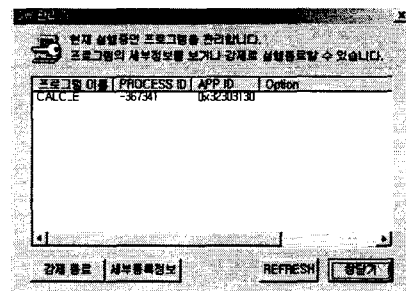 현재 실행중인 프로그램을 관리합니다.
프로그램의 세부정보를 보거나 강제로 실행종료할 수 있습니다.
프로그램 이름 PROCESS ID APP ID Option
CALC_E -367341 0x32303130
강제 종료 세부등록정보 REFRESH 창닫기